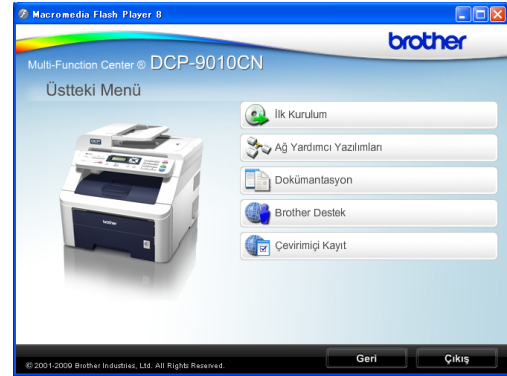 Macromedia Flash Player 8
brother
Multi-Function Center ® DCP-9010CN
Üstteki Menü
İlk Kurulum
Ağ Yardımcı Yazılımları
Dokümantasyon
Brother Destek
Çevirimiçi Kayıt
brother
Geri
Çıkış
© 2001-2009 Brother Industries, Ltd. All Rights Reserved.